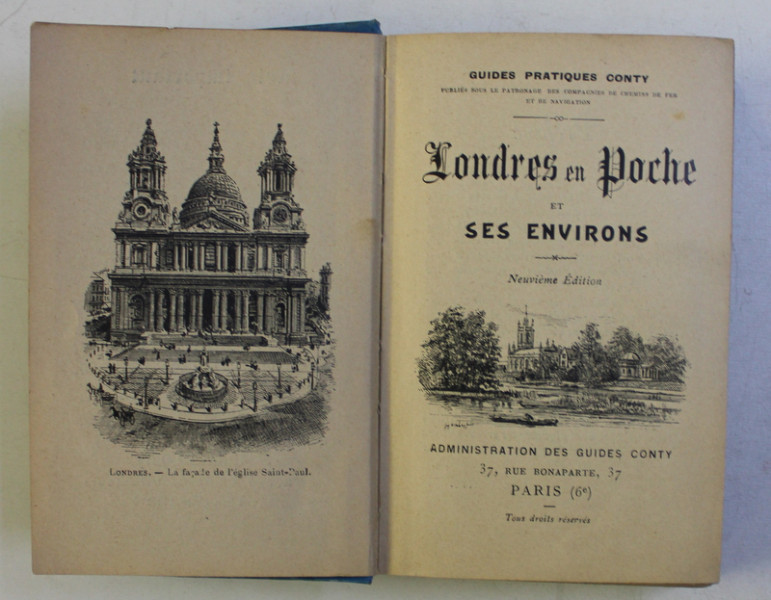 LONDRES. — La façade de l'église Saint-Paul.
GUIDES PRATIQUES CONTY
PUBLIÉS SOUS LE PATRONAGE DES COMPAGNIES DE CHEMINS DE FER
ET DE NAVIGATION
Londres en Poche
ET
SES ENVIRONS
Neuvième Édition
ADMINISTRATION DES GUIDES CONTY
37, RUE BONAPARTE, 37
PARIS (6e)
Tous droits réservés